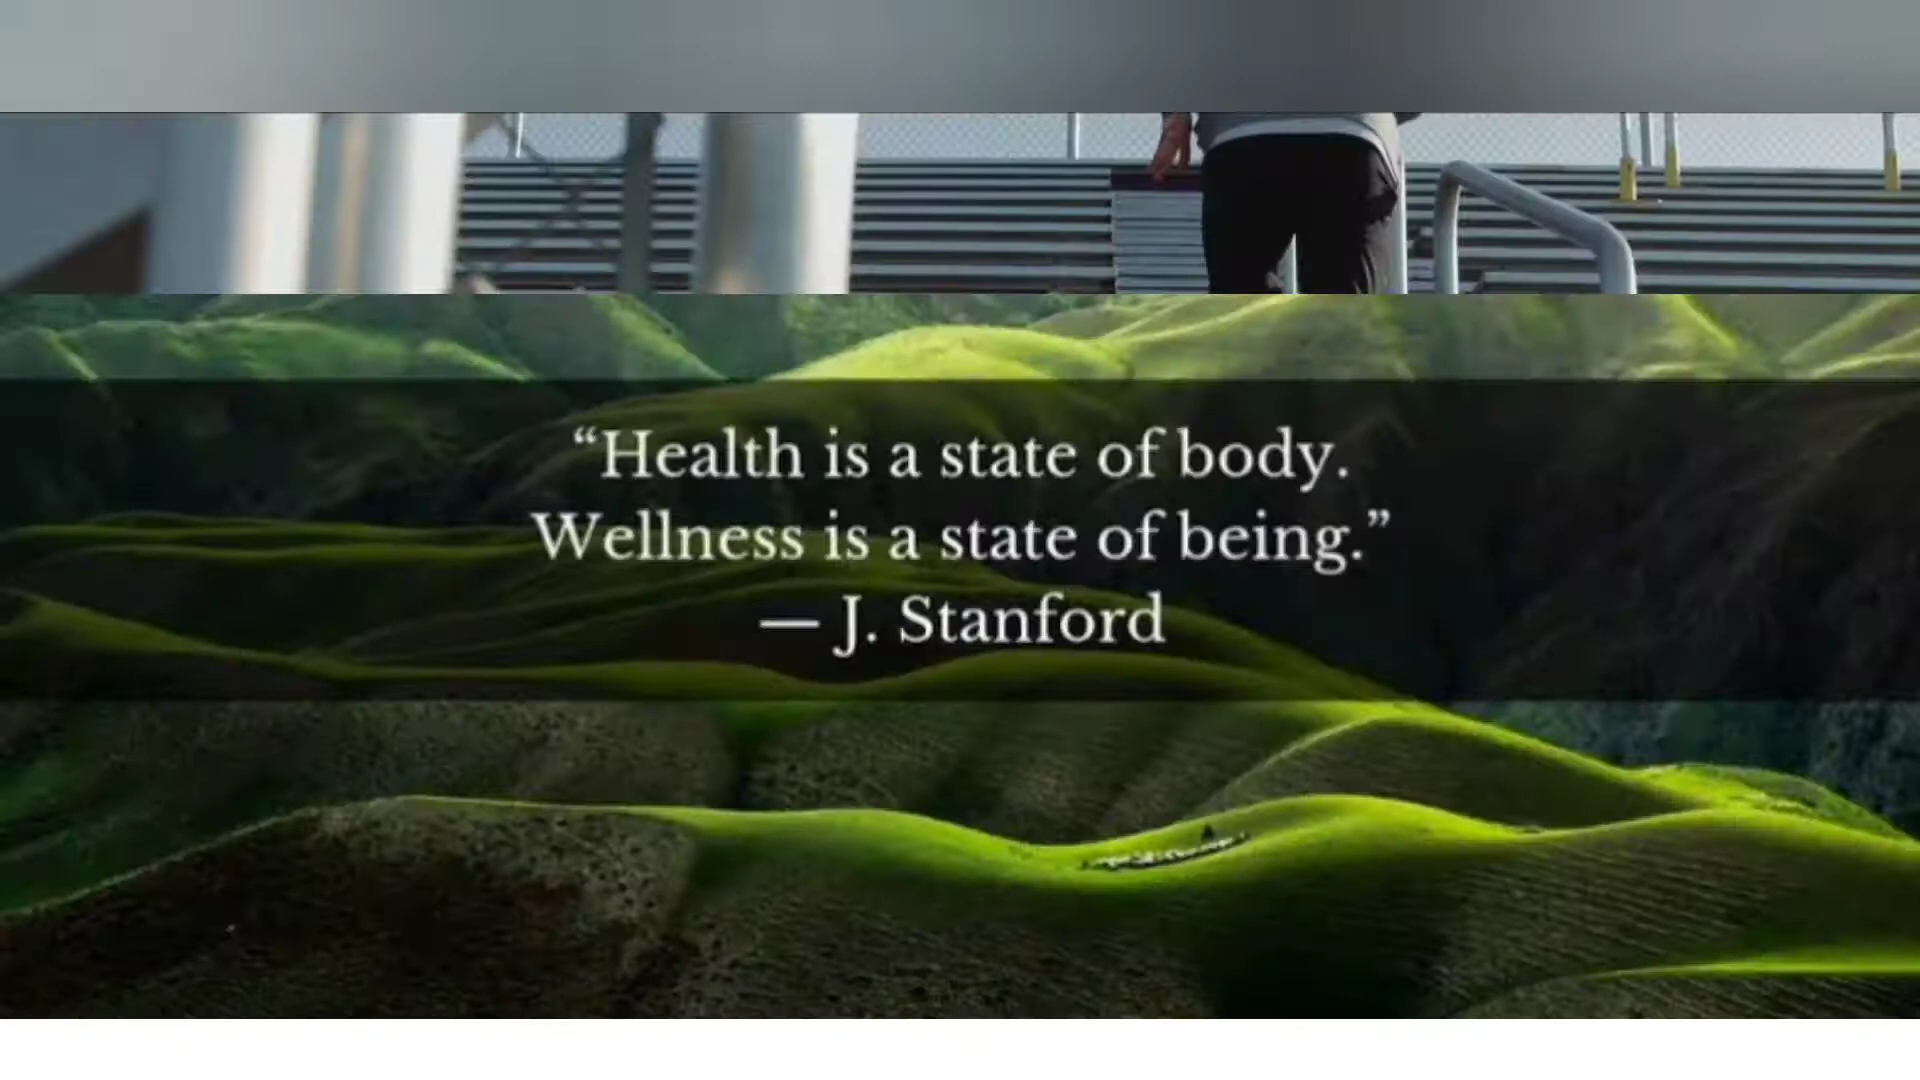 “Health is a state of body.
Wellness is a state of being.”
— J. Stanford